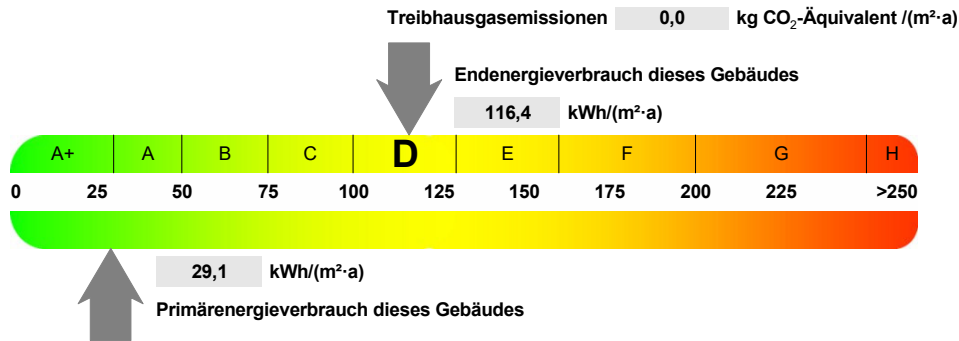 Treibhausgasemissionen 0,0 kg CO₂-Äquivalent /(m²·a)
Endenergieverbrauch dieses Gebäudes
116,4 kWh/(m²·a)
A+ A B C D E F G H
0 25 50 75 100 125 150 175 200 225 >250
29,1 kWh/(m²·a)
Primärenergieverbrauch dieses Gebäudes